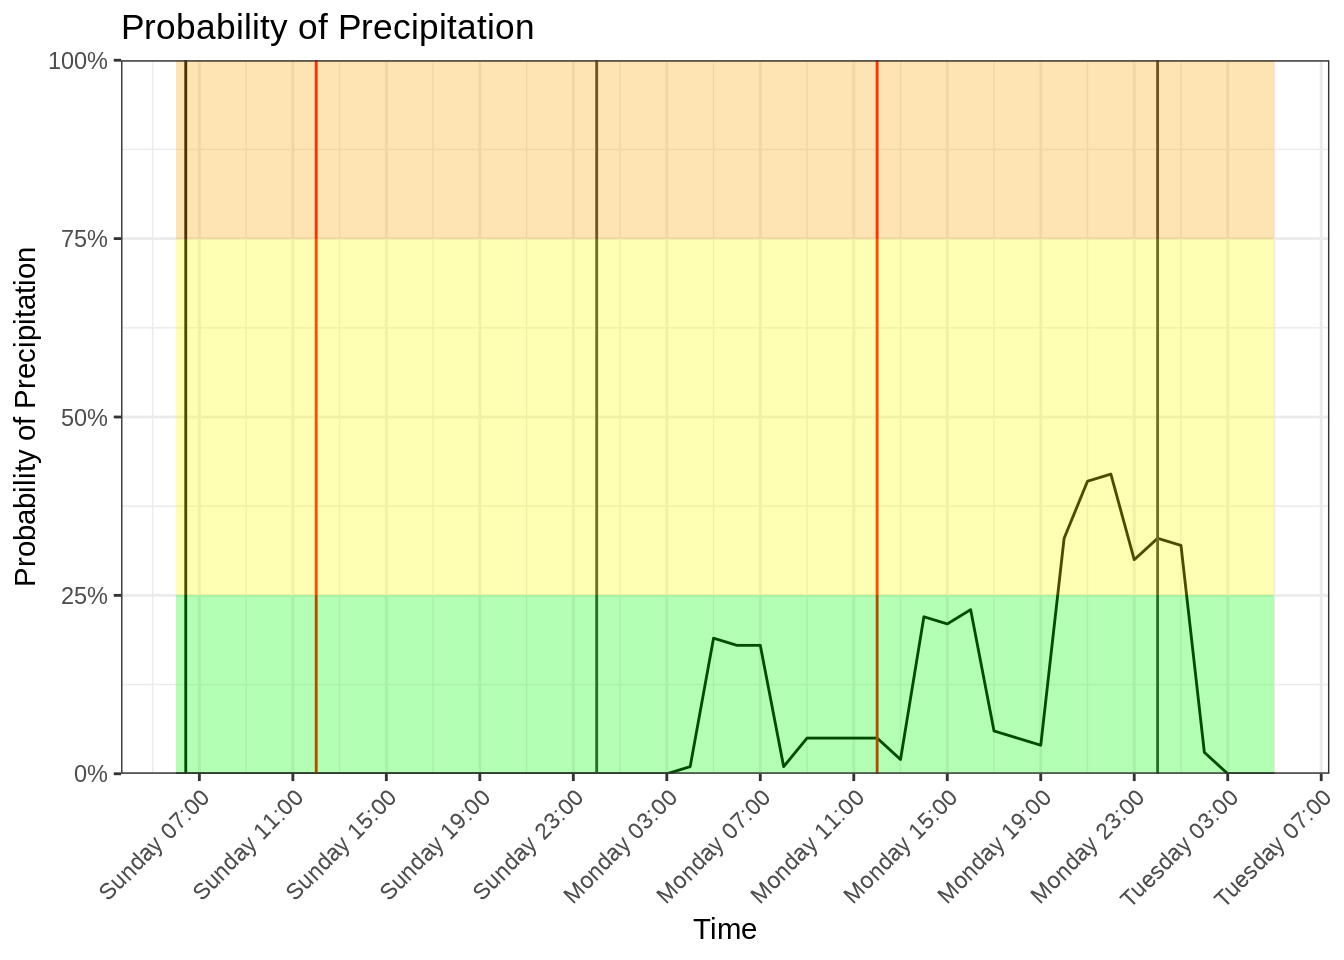 Probability of Precipitation
Probability of Precipitation
100%
75%
50%
25%
0%
Sunday 07:00
Sunday 11:00
Sunday 15:00
Sunday 19:00
Sunday 23:00
Monday 03:00
Monday 07:00
Monday 11:00
Monday 15:00
Monday 19:00
Monday 23:00
Tuesday 03:00
Tuesday 07:00
Time